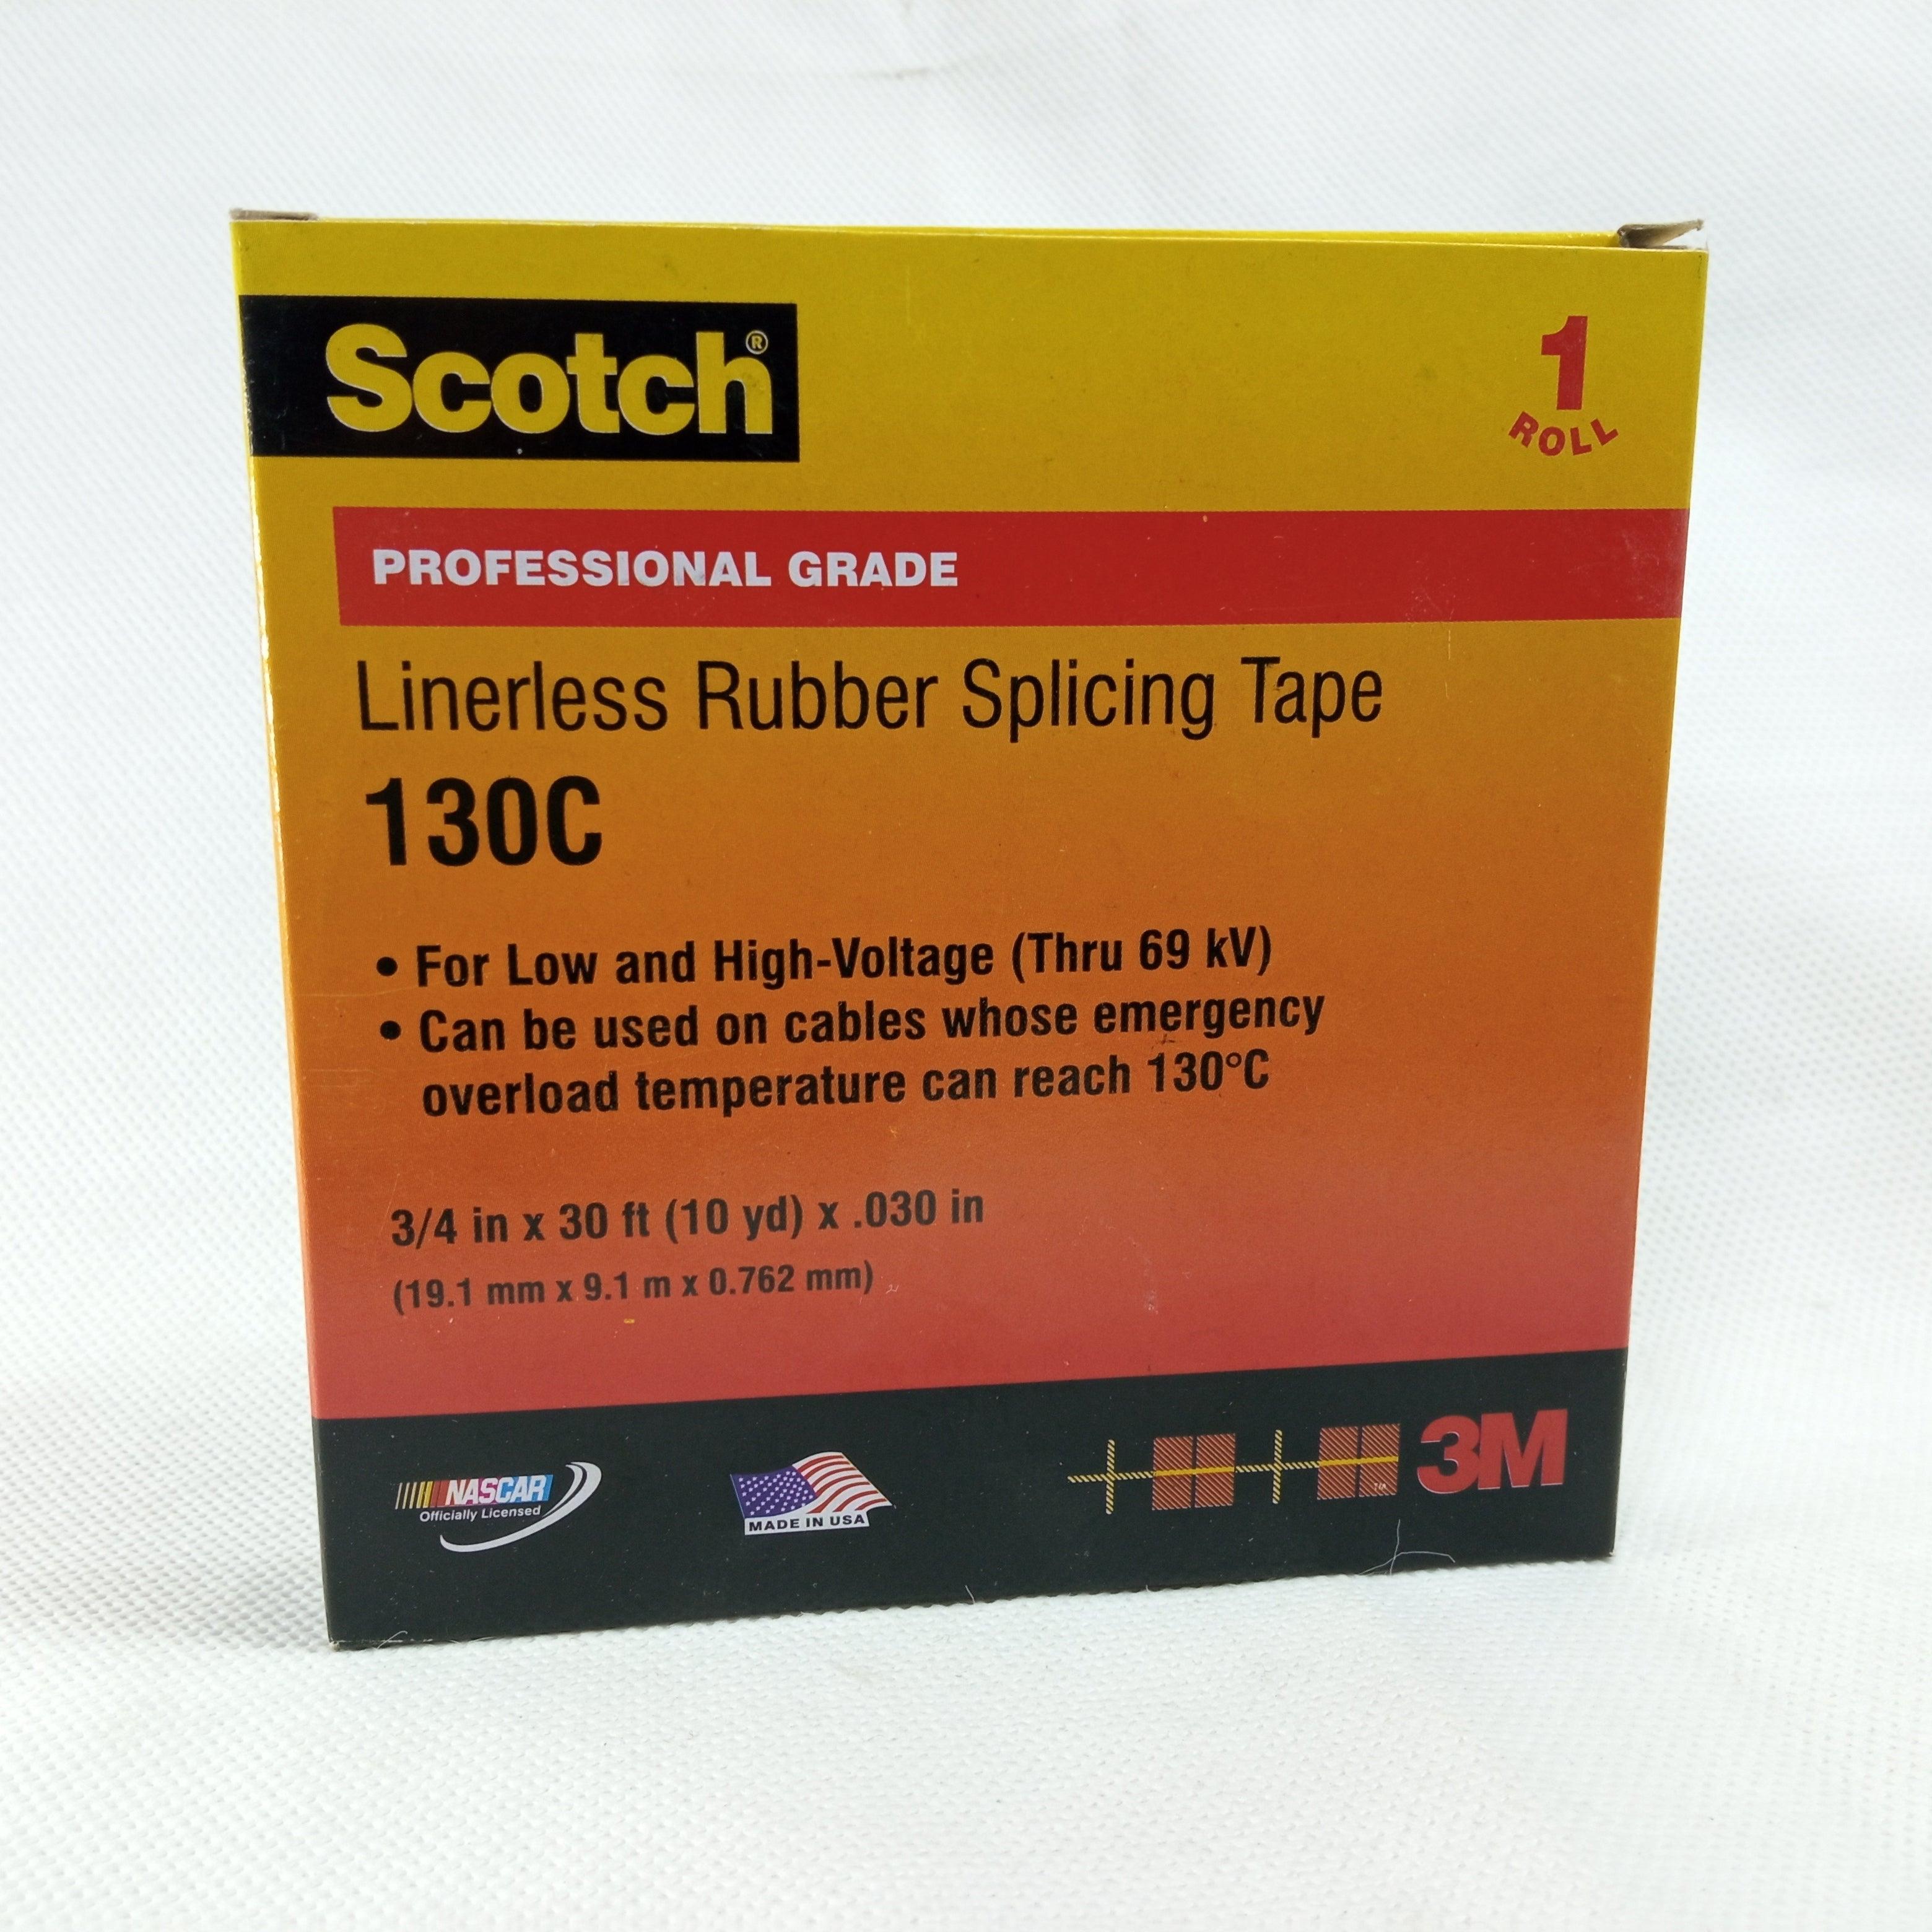 Scotch®
1
ROLL
PROFESSIONAL GRADE
Linerless Rubber Splicing Tape
130C
• For Low and High-Voltage (Thru 69 kV)
• Can be used on cables whose emergency
overload temperature can reach 130°C
3/4 in x 30 ft (10 yd) x .030 in
(19.1 mm x 9.1 m x 0.762 mm)
NASCAR
Officially Licensed
MADE IN USA
TM
3M